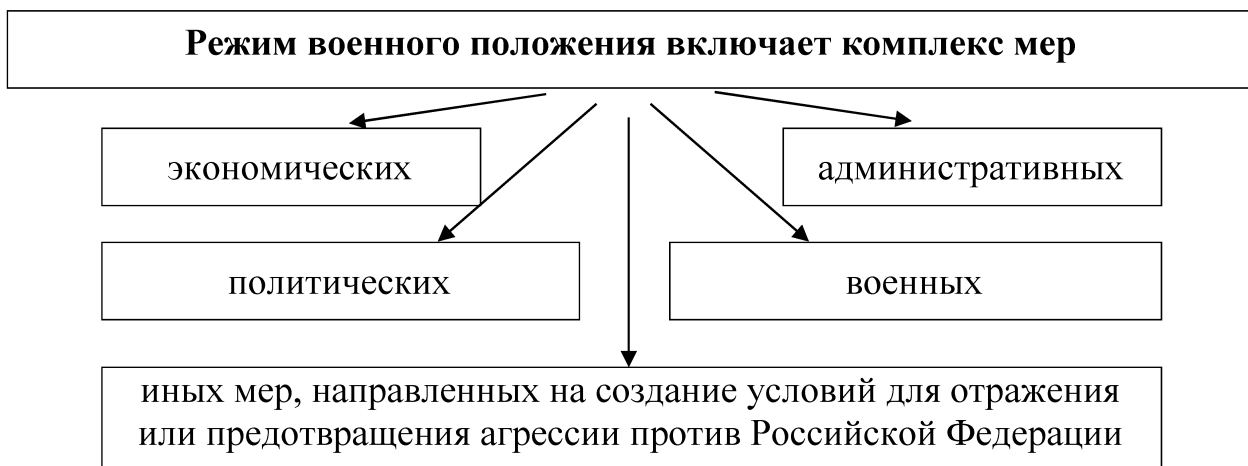 Режим военного положения включает комплекс мер
экономических
административных
политических
военных
иных мер, направленных на создание условий для отражения
или предотвращения агрессии против Российской Федерации